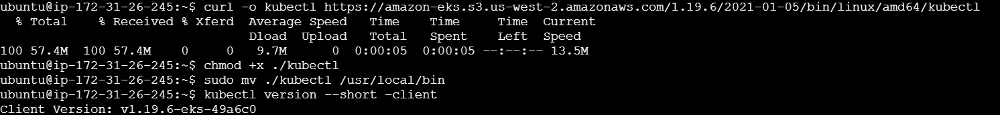 ubuntu@ip-172-31-26-245:~$ curl -o kubectl https://amazon-eks.s3.us-west-2.amazonaws.com/1.19.6/2021-01-05/bin/linux/amd64/kubectl
  % Total    % Received % Xferd  Average Speed   Time    Time     Time  Current
                                 Dload  Upload   Total   Spent    Left  Speed
100 57.4M  100 57.4M    0     0   9.7M      0  0:00:05  0:00:05 --:--:-- 13.5M
ubuntu@ip-172-31-26-245:~$ chmod +x ./kubectl
ubuntu@ip-172-31-26-245:~$ sudo mv ./kubectl /usr/local/bin
ubuntu@ip-172-31-26-245:~$ kubectl version --short –client
Client Version: v1.19.6-eks-49a6c0